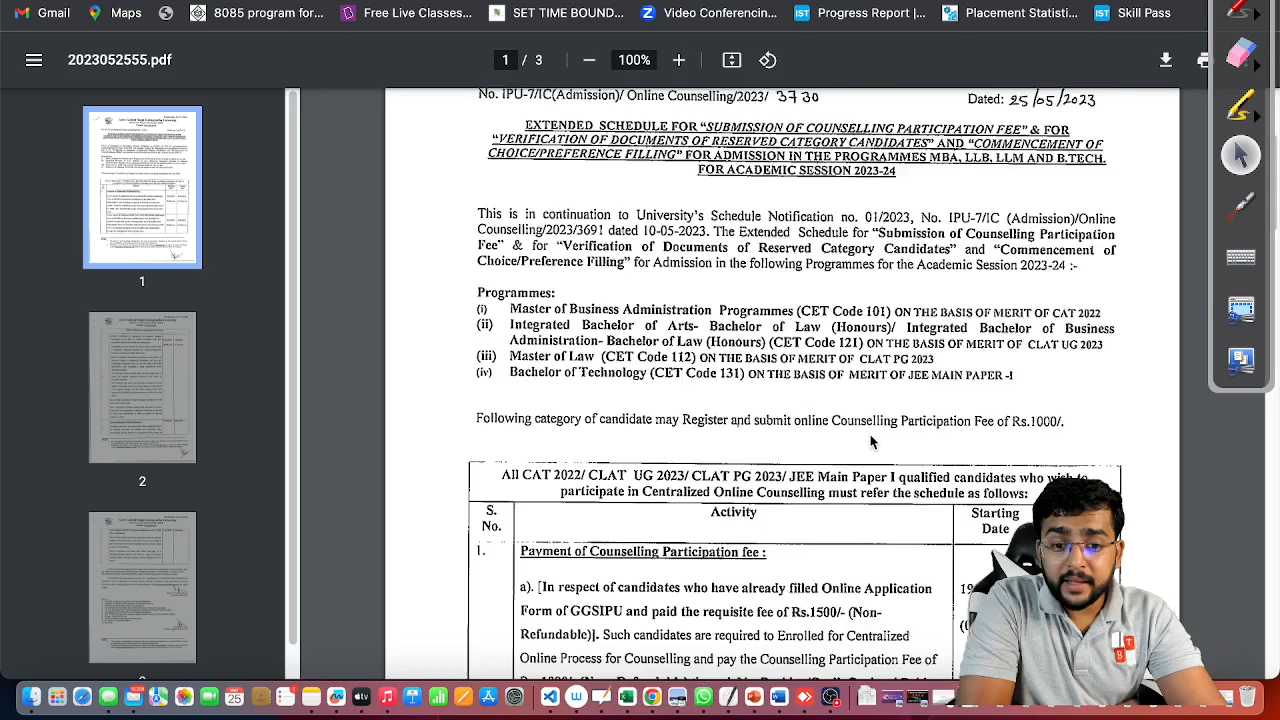 Gmail
Maps
8085 program for...
Free Live Classes...
SET TIME BOUND...
Video Conferencin...
IST Progress Report |...
Placement Statistic...
IST Skill Pass
2023052555.pdf
1 / 3
100%
No. IPU-7/IC(Admission)/ Online Counselling/2023/ 3730
Dated: 25/05/2023
EXTENDED SCHEDULE FOR "SUBMISSION OF COUNSELLING PARTICIPATION FEE & FOR
"VERIFICATION OF DOCUMENTS FOR RESERVED CATEGORY CANDIDATES" AND "COMMENCEMENT OF
CHOICE/PREFERENCE FILLING" FOR ADMISSION IN THE PROGRAMMES MBA, LLB, LLM AND B.TECH.
FOR ACADEMIC SESSION 2023-24
This is in continuation to University's Schedule Notification no. 01/2023, No. IPU-7/IC (Admission)/Online
Counselling/2023/3691 dated 10-05-2023. The Extended Schedule for "Submission of Counselling Participation
Fee" & for "Verification of Documents of Reserved Category Candidates" and "Commencement of
Choice/Preference Filling" for Admission in the following Programmes for the Academic Session 2023-24 :-
Programmes:
(i) Master of Business Administration Programmes (CET Code 101) ON THE BASIS OF MERIT OF CAT 2022
(ii) Integrated Bachelor of Arts- Bachelor of Law (Honours)/ Integrated Bachelor of Business
Administration- Bachelor of Law (Honours) (CET Code 121) ON THE BASIS OF MERIT OF CLAT UG 2023
(iii) Master of Law (CET Code 112) ON THE BASIS OF MERIT OF CLAT PG 2023
(iv) Bachelor of Technology (CET Code 131) ON THE BASIS OF MERIT OF JEE MAIN PAPER -I
Following category of candidate may Register and submit online Counselling Participation Fee of Rs.1000/.
All CAT 2022/ CLAT UG 2023/ CLAT PG 2023/ JEE Main Paper I qualified candidates who wish to
participate in Centralized Online Counselling must refer the schedule as follows:
S.
No.
Activity
Starting
Date
1.
Payment of Counselling Participation fee :
a). [In respect of candidates who have already filled Online Application
Form of GGSIPU and paid the requisite fee of Rs.1500/- (Non-
Refundable)]. Such candidates are required to Enroll for Centralized
Online Process for Counselling and pay the Counselling Participation Fee of
1
2
B T